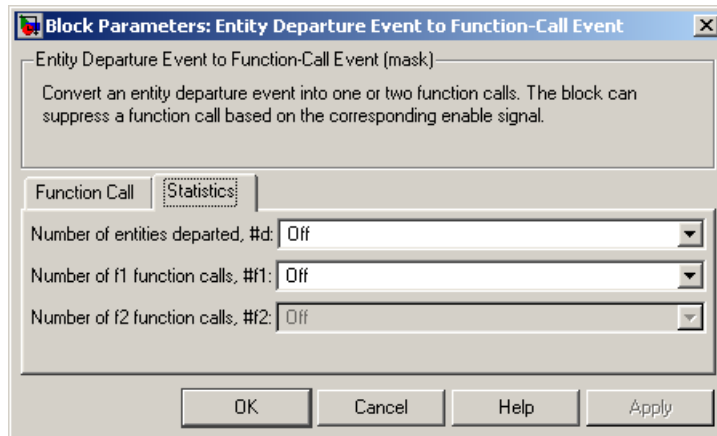 Block Parameters: Entity Departure Event to Function-Call Event
Entity Departure Event to Function-Call Event (mask)
Convert an entity departure event into one or two function calls. The block can
suppress a function call based on the corresponding enable signal.
Function Call Statistics
Number of entities departed, #d: Off
Number of f1 function calls, #f1: Off
Number of f2 function calls, #f2: Off
OK Cancel Help Apply